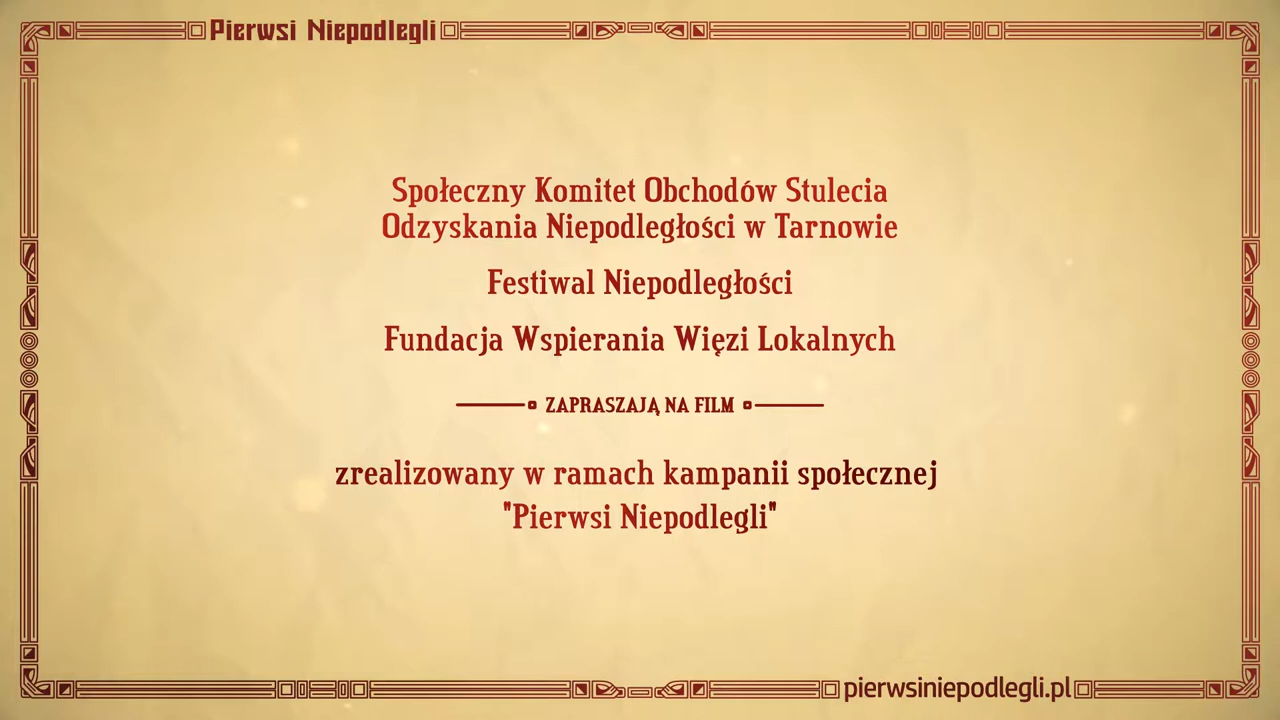 Pierwsi Niepodlegli
Społeczny Komitet Obchodów Stulecia
Odzyskania Niepodległości w Tarnowie
Festiwal Niepodległości
Fundacja Wspierania Więzi Lokalnych
ZAPRASZAJĄ NA FILM
zrealizowany w ramach kampanii społecznej
"Pierwsi Niepodlegli"
pierwsiniepodlegli.pl